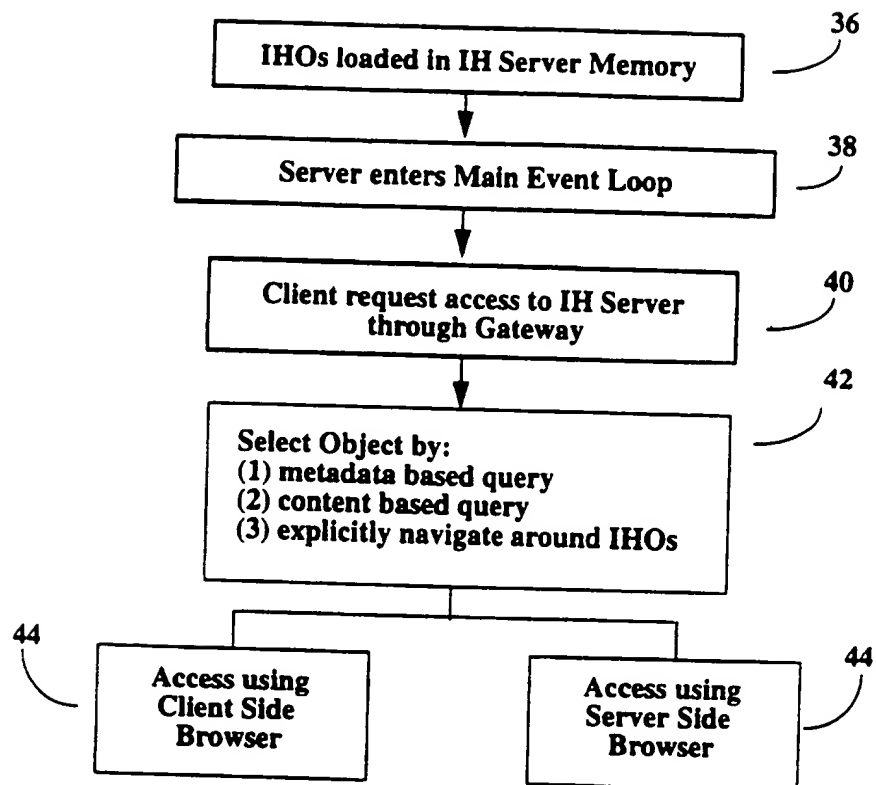 36
IHOs loaded in IH Server Memory
38
Server enters Main Event Loop
40
Client request access to IH Server
through Gateway
42
Select Object by:
(1) metadata based query
(2) content based query
(3) explicitly navigate around IHOs
44
Access using
Client Side
Browser
44
Access using
Server Side
Browser